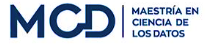 MCD
MAESTRÍA EN
CIENCIA DE
LOS DATOS